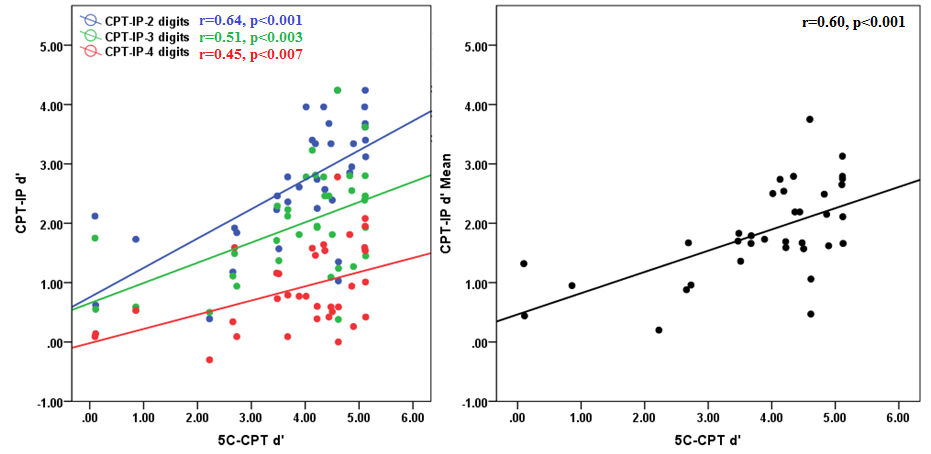 CPT-IP-2 digits r=0.64, p<0.001
CPT-IP-3 digits r=0.51, p<0.003
CPT-IP-4 digits r=0.45, p<0.007
5.00
4.00
3.00
2.00
1.00
.00
-1.00
CPT-IP d'
.00 1.00 2.00 3.00 4.00 5.00 6.00
5C-CPT d'
r=0.60, p<0.001
5.00
4.00
3.00
2.00
1.00
.00
-1.00
CPT-IP d' Mean
.00 1.00 2.00 3.00 4.00 5.00 6.00
5C-CPT d'